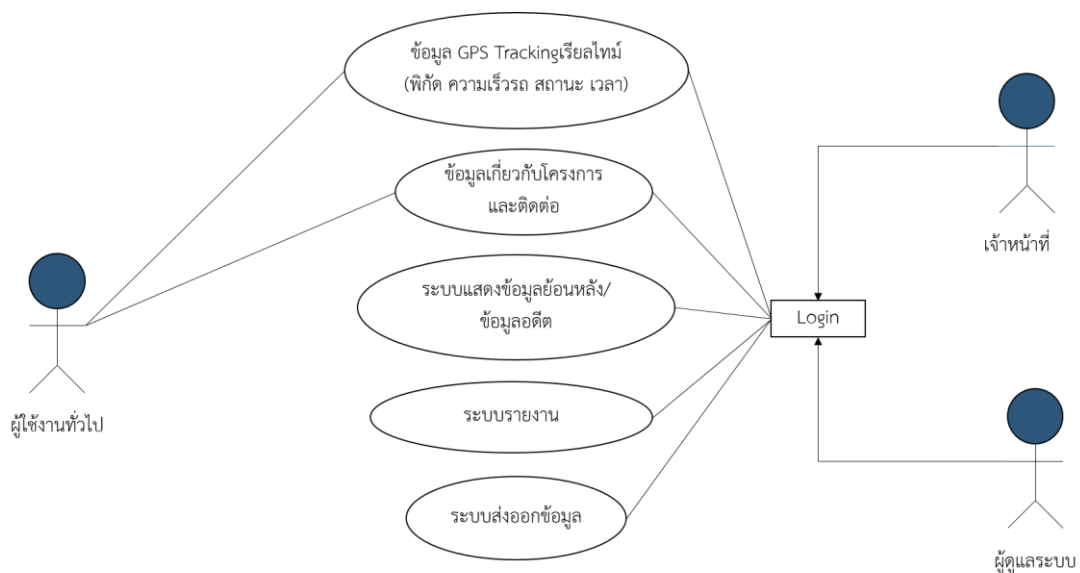 ข้อมูล GPS Trackingเรียลไทม์
(พิกัด ความเร็วรถ สถานะ เวลา)
ข้อมูลเกี่ยวกับโครงการ
และติดต่อ
เจ้าหน้าที่
ระบบแสดงข้อมูลย้อนหลัง/
ข้อมูลอดีต
Login
ผู้ใช้งานทั่วไป
ระบบรายงาน
ระบบส่งออกข้อมูล
ผู้ดูแลระบบ